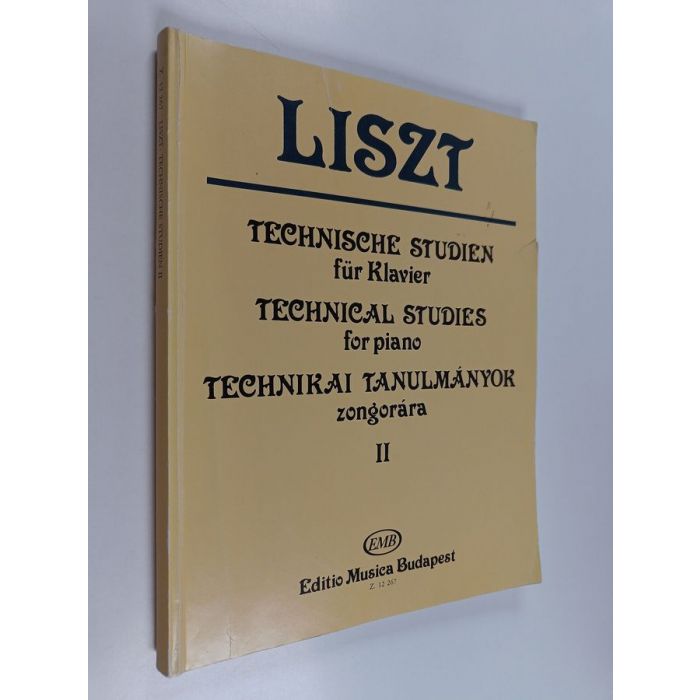 LISZT
TECHNISCHE STUDIEN
für Klavier
TECHNICAL STUDIES
for piano
TECHNIKAI TANULMÁNYOK
zongorára
II
EMB
Editio Musica Budapest
Z. 12 267
LISZT: TECHNISCHE STUDIEN II